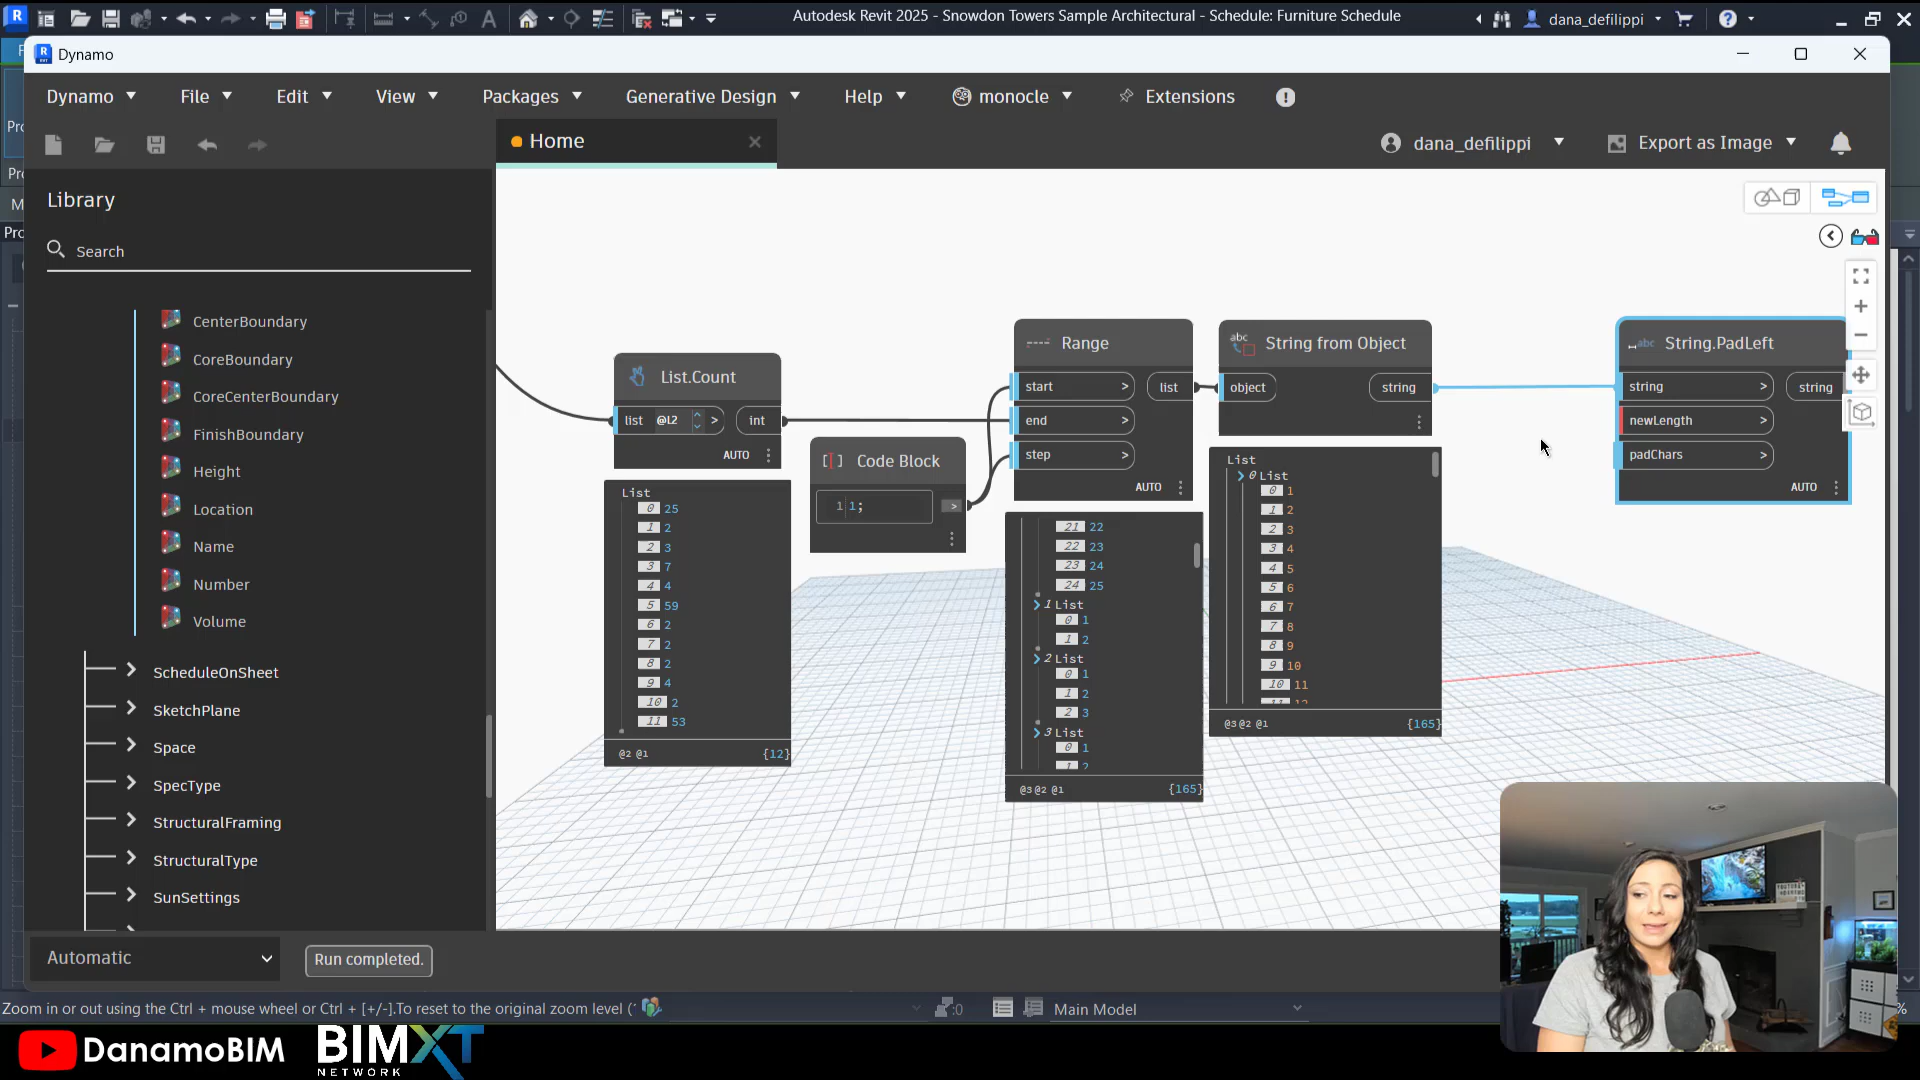 Autodesk Revit 2025 - Snowdon Towers Sample Architectural - Schedule: Furniture Schedule
dana_defilippi
Dynamo
Dynamo File Edit View Packages Generative Design Help monocle Extensions
Home
dana_defilippi
Export as Image
Library
Search
CenterBoundary
CoreBoundary
CoreCenterBoundary
FinishBoundary
Height
Location
Name
Number
Volume
ScheduleOnSheet
SketchPlane
Space
SpecType
StructuralFraming
StructuralType
SunSettings
List.Count
list @L2 > int
AUTO
List
0 25
1 2
2 3
3 7
4 4
5 59
6 2
7 2
8 2
9 4
10 2
11 53
@2 @1 {12}
Code Block
1 1; >
Range
start > list
end >
step >
AUTO
21 22
22 23
23 24
24 25
1 List
0 1
1 2
2 List
0 1
1 2
2 3
3 List
0 1
1 2
@3 @2 @1 {165}
abc String from Object
object string
List
0 List
0 1
1 2
2 3
3 4
4 5
5 6
6 7
7 8
8 9
9 10
10 11
@3 @2 @1 {165}
abc String.PadLeft
string > string
newLength >
padChars >
AUTO
Automatic
Run completed.
Zoom in or out using the Ctrl + mouse wheel or Ctrl + [+/-].To reset to the original zoom level (
:0
Main Model
%
DanamoBIM
BIMXT
NETWORK